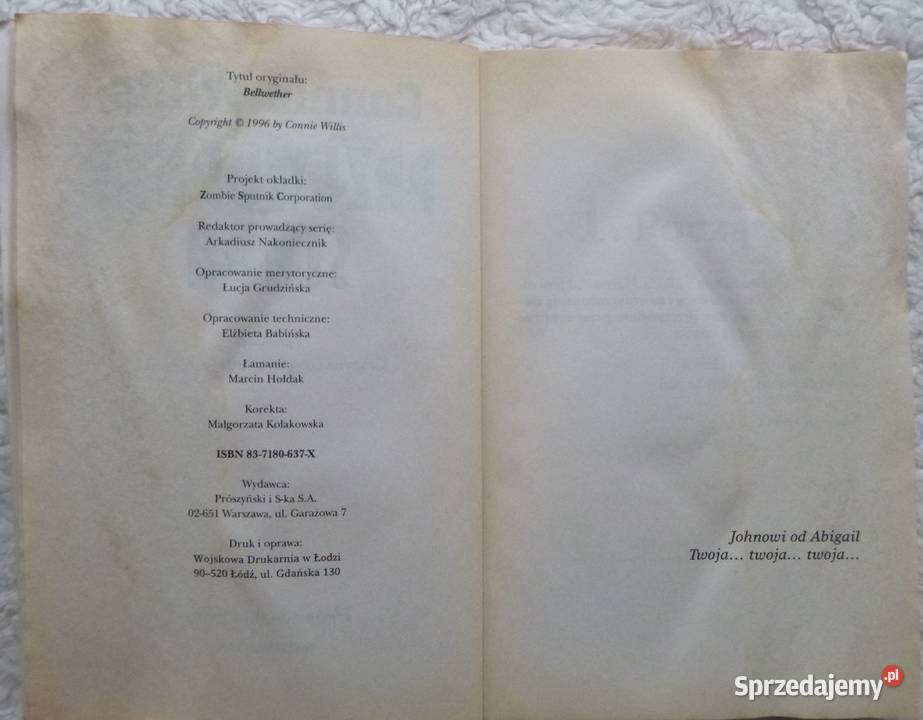 Tytuł oryginału:
Bellwether
Copyright © 1996 by Connie Willis
Projekt okładki:
Zombie Sputnik Corporation
Redaktor prowadzący serię:
Arkadiusz Nakoniecznik
Opracowanie merytoryczne:
Łucja Grudzińska
Opracowanie techniczne:
Elżbieta Babińska
Łamanie:
Marcin Hołdak
Korekta:
Małgorzata Kołakowska
ISBN 83-7180-637-X
Wydawca:
Prószyński i S-ka S.A.
02-651 Warszawa, ul. Garażowa 7
Druk i oprawa:
Wojskowa Drukarnia w Łodzi
90–520 Łódź, ul. Gdańska 130
Johnowi od Abigail
Twoja... twoja... twoja...
Sprzedajemy.pl